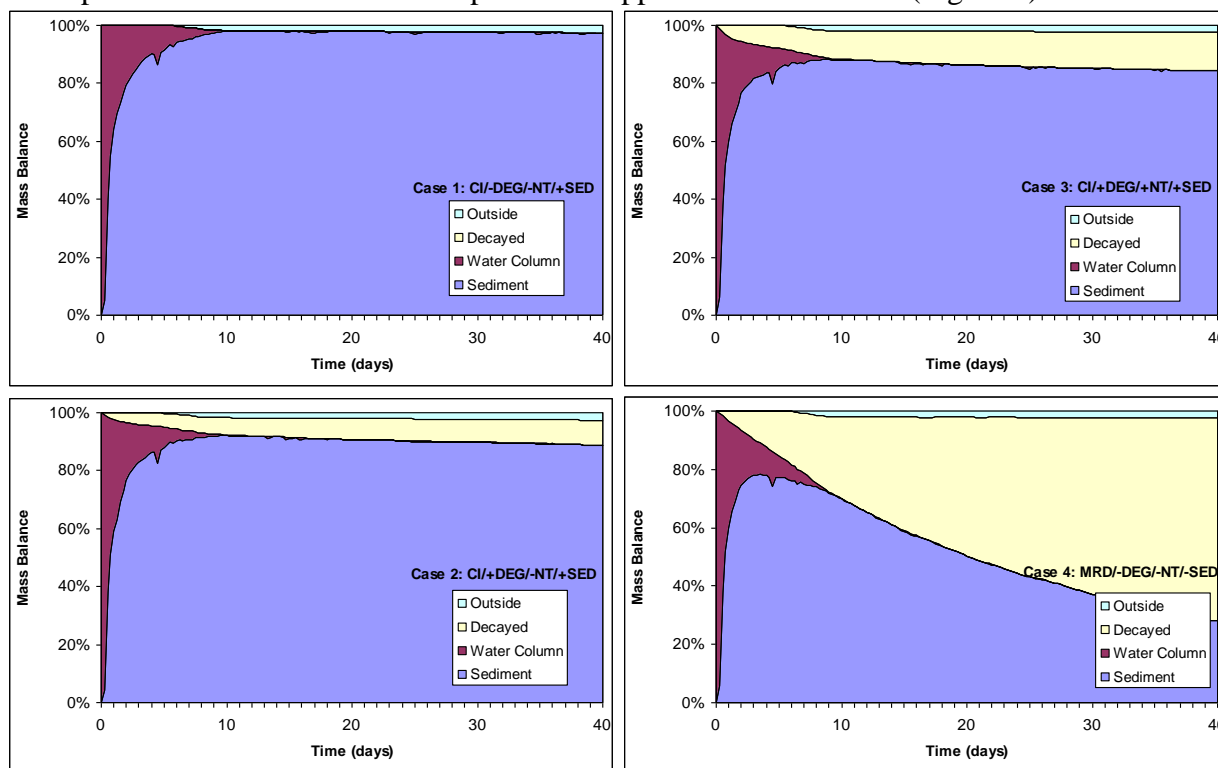 100%
80%
60%
40%
20%
0%
Mass Balance
Case 1: CI/-DEG/-NT/+SED
Outside
Decayed
Water Column
Sediment
0 10 20 30 40
Time (days)
100%
80%
60%
40%
20%
0%
Mass Balance
Case 3: CI/+DEG/+NT/+SED
Outside
Decayed
Water Column
Sediment
0 10 20 30 40
Time (days)
100%
80%
60%
40%
20%
0%
Mass Balance
Case 2: CI/+DEG/-NT/+SED
Outside
Decayed
Water Column
Sediment
0 10 20 30 40
Time (days)
100%
80%
60%
40%
20%
0%
Mass Balance
Case 4: MRD/-DEG/-NT/-SED
Outside
Decayed
Water Column
Sediment
0 10 20 30 40
Time (days)